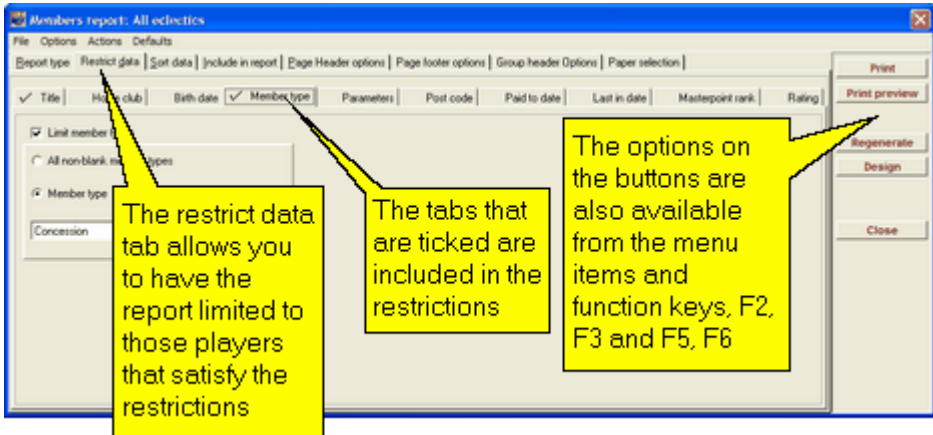 Members report: All eclectics
File Options Actions Defaults
Report type Restrict data Sort data Include in report Page Header options Page footer options Group header Options Paper selection
Title club Birth date Member type Parameters Post code Paid to date Last in date Masterpoint rank Rating
Limit member
All non-blank types
Member type
Concession
Print
Print preview
Regenerate
Design
Close
The restrict data
tab allows you
to have the
report limited to
those players
that satisfy the
restrictions
The tabs that
are ticked are
included in the
restrictions
The options on
the buttons are
also available
from the menu
items and
function keys, F2,
F3 and F5, F6